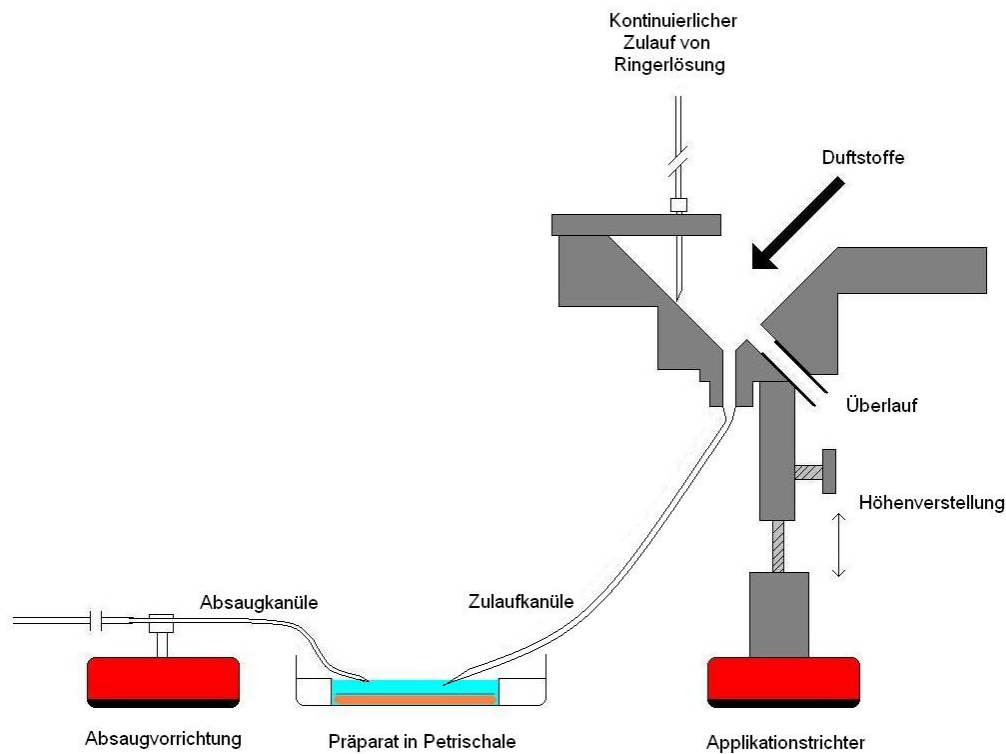 Kontinuierlicher
Zulauf von
Ringerlösung
Duftstoffe
Überlauf
Höhenverstellung
Absaugkanüle
Zulaufkanüle
Absaugvorrichtung
Präparat in Petrischale
Applikationstrichter